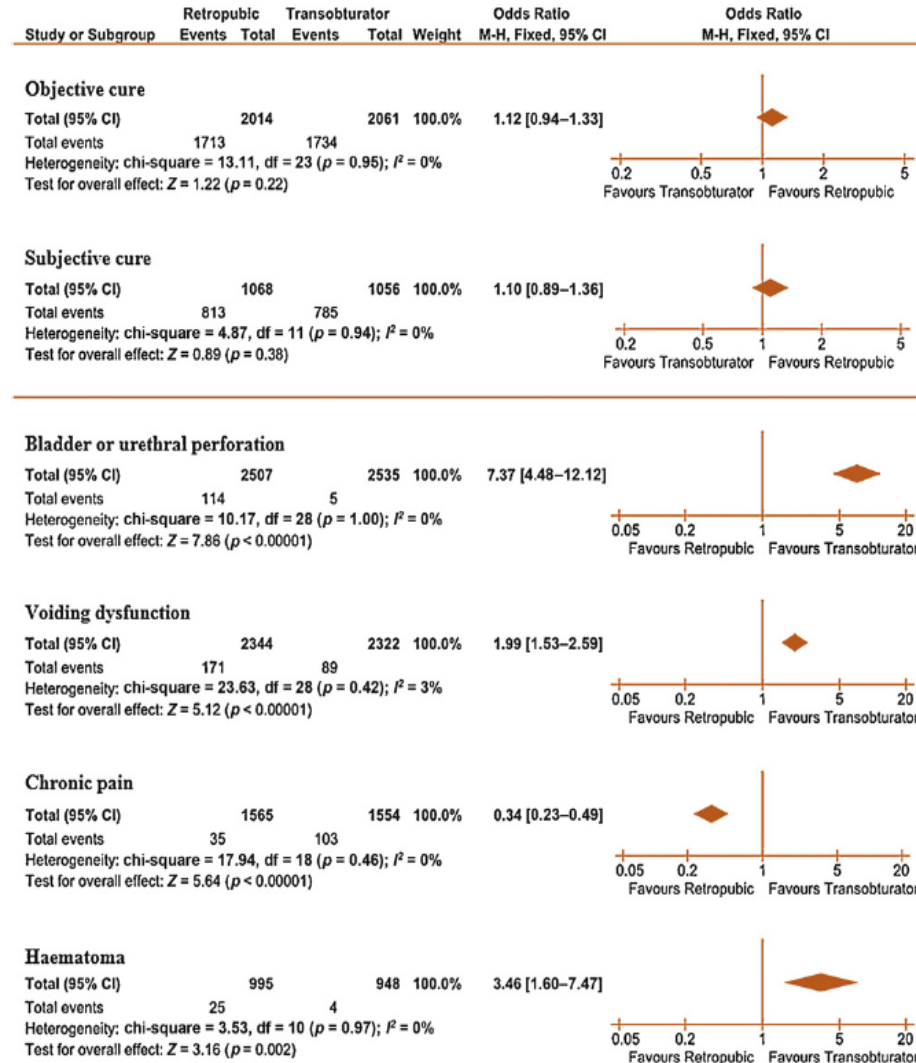 Retropubic Transobturator Odds Ratio Odds Ratio
Study or Subgroup Events Total Events Total Weight M-H, Fixed, 95% CI M-H, Fixed, 95% CI
Objective cure
Total (95% CI) 2014 2061 100.0% 1.12 [0.94–1.33]
Total events 1713 1734
Heterogeneity: chi-square = 13.11, df = 23 (p = 0.95); I² = 0%
Test for overall effect: Z = 1.22 (p = 0.22)
0.2 0.5 1 2 5
Favours Transobturator Favours Retropubic
Subjective cure
Total (95% CI) 1068 1056 100.0% 1.10 [0.89–1.36]
Total events 813 785
Heterogeneity: chi-square = 4.87, df = 11 (p = 0.94); I² = 0%
Test for overall effect: Z = 0.89 (p = 0.38)
0.2 0.5 1 2 5
Favours Transobturator Favours Retropubic
Bladder or urethral perforation
Total (95% CI) 2507 2535 100.0% 7.37 [4.48–12.12]
Total events 114 5
Heterogeneity: chi-square = 10.17, df = 28 (p = 1.00); I² = 0%
Test for overall effect: Z = 7.86 (p < 0.00001)
0.05 0.2 1 5 20
Favours Retropubic Favours Transobturator
Voiding dysfunction
Total (95% CI) 2344 2322 100.0% 1.99 [1.53–2.59]
Total events 171 89
Heterogeneity: chi-square = 23.63, df = 28 (p = 0.42); I² = 3%
Test for overall effect: Z = 5.12 (p < 0.00001)
0.05 0.2 1 5 20
Favours Retropubic Favours Transobturator
Chronic pain
Total (95% CI) 1565 1554 100.0% 0.34 [0.23–0.49]
Total events 35 103
Heterogeneity: chi-square = 17.94, df = 18 (p = 0.46); I² = 0%
Test for overall effect: Z = 5.64 (p < 0.00001)
0.05 0.2 1 5 20
Favours Retropubic Favours Transobturator
Haematoma
Total (95% CI) 995 948 100.0% 3.46 [1.60–7.47]
Total events 25 4
Heterogeneity: chi-square = 3.53, df = 10 (p = 0.97); I² = 0%
Test for overall effect: Z = 3.16 (p = 0.002)
0.05 0.2 1 5 20
Favours Retropubic Favours Transobturator